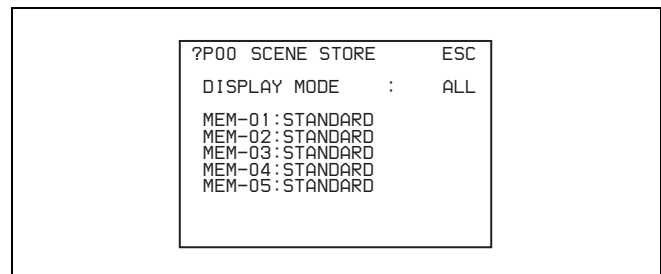 ?P00 SCENE STORE ESC
DISPLAY MODE : ALL
MEM-01:STANDARD
MEM-02:STANDARD
MEM-03:STANDARD
MEM-04:STANDARD
MEM-05:STANDARD